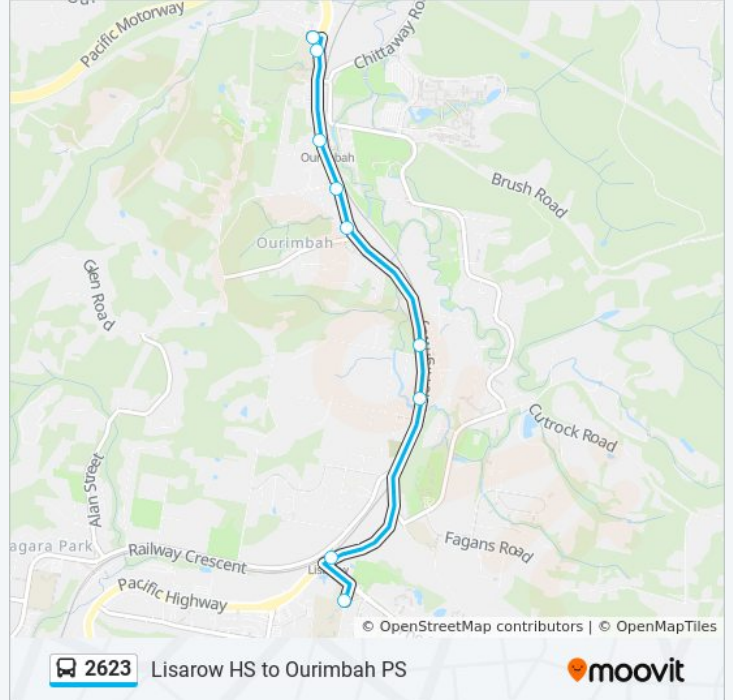 Pacific Motorway
Chittaway Ro
Ourimbah
Brush Road
Ourimbah
Glen Road
Cutrock Road
Alan Street
Fagans Road
agara Park
Railway Crescent
Pacific Highway
© OpenStreetMap contributors | © OpenMapTiles
2623 Lisarow HS to Ourimbah PS
moovit